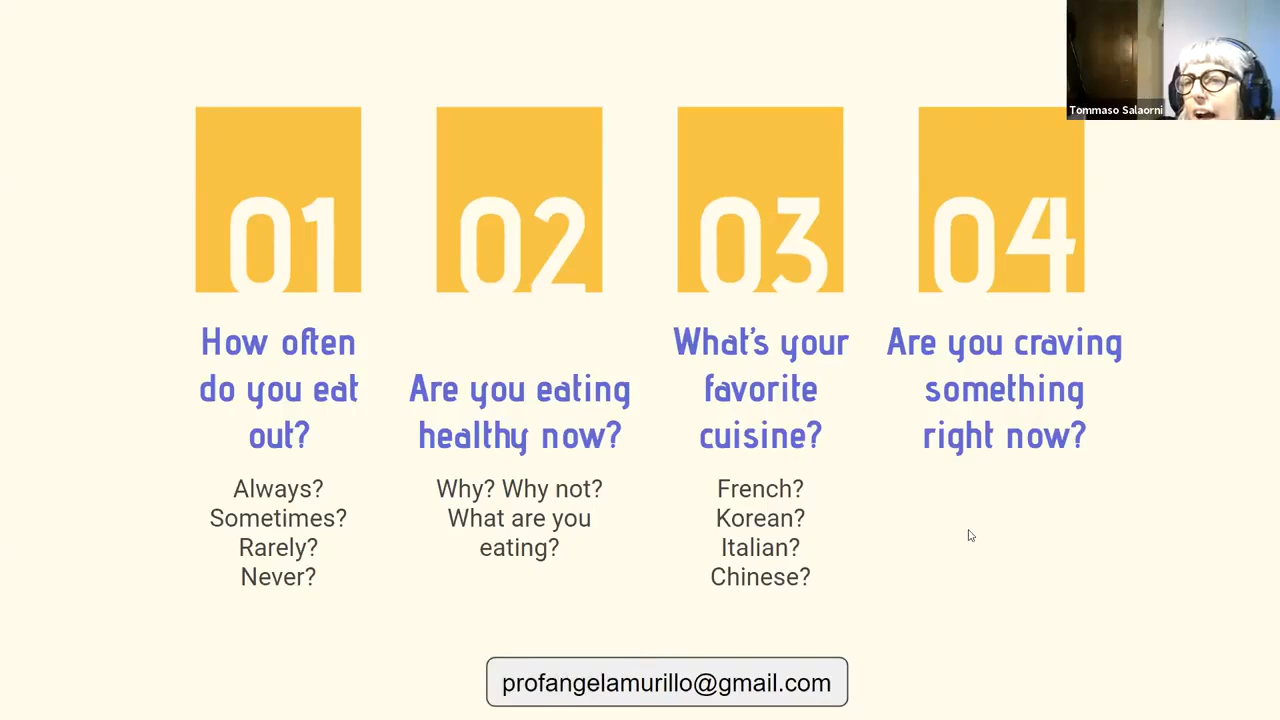 Tommaso Salaorni
01
02
03
04
How often
do you eat
out?
Always?
Sometimes?
Rarely?
Never?
Are you eating
healthy now?
Why? Why not?
What are you
eating?
What's your
favorite
cuisine?
French?
Korean?
Italian?
Chinese?
Are you craving
something
right now?
profangelamurillo@gmail.com